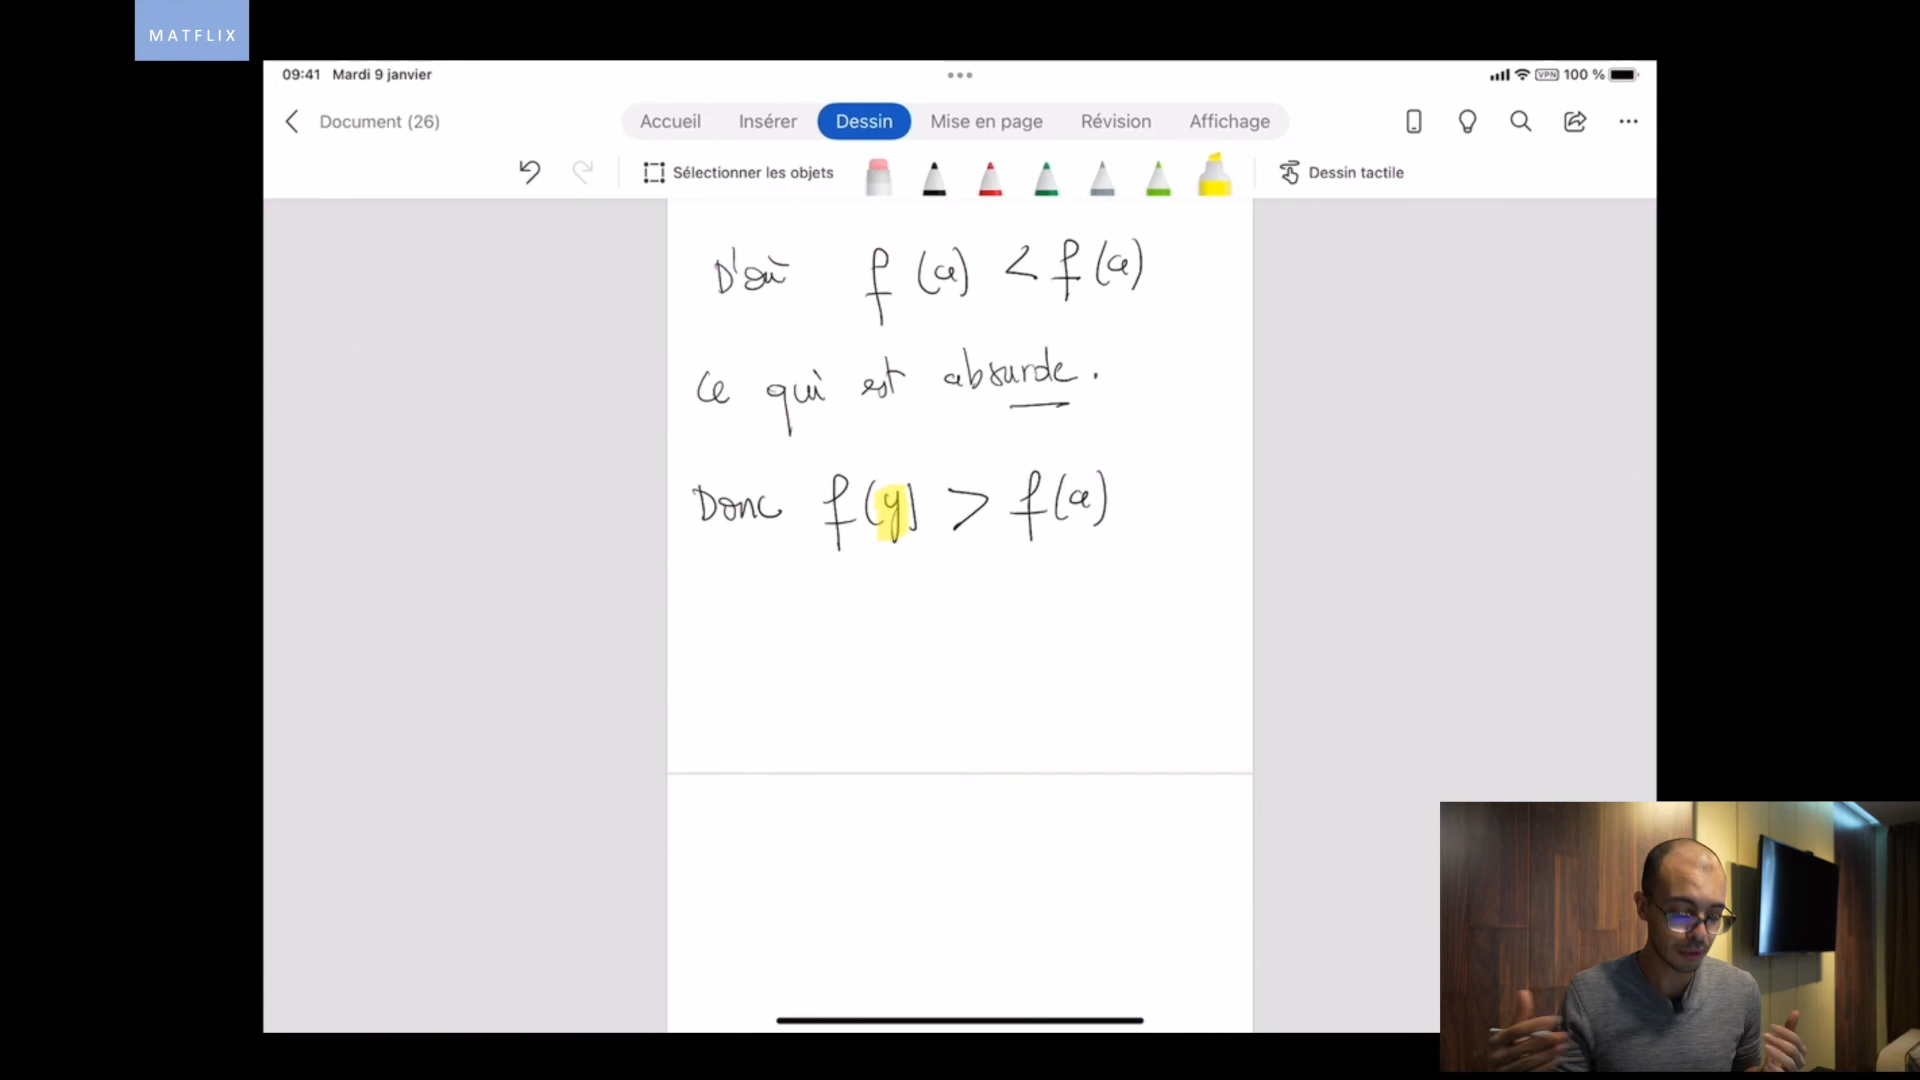 MATFLIX
09:41 Mardi 9 janvier
VPN 100 %
Document (26)
Accueil Insérer Dessin Mise en page Révision Affichage
Sélectionner les objets
Dessin tactile
D'où f(a) < f(a)
Ce qui est absurde.
Donc f(y) > f(a)